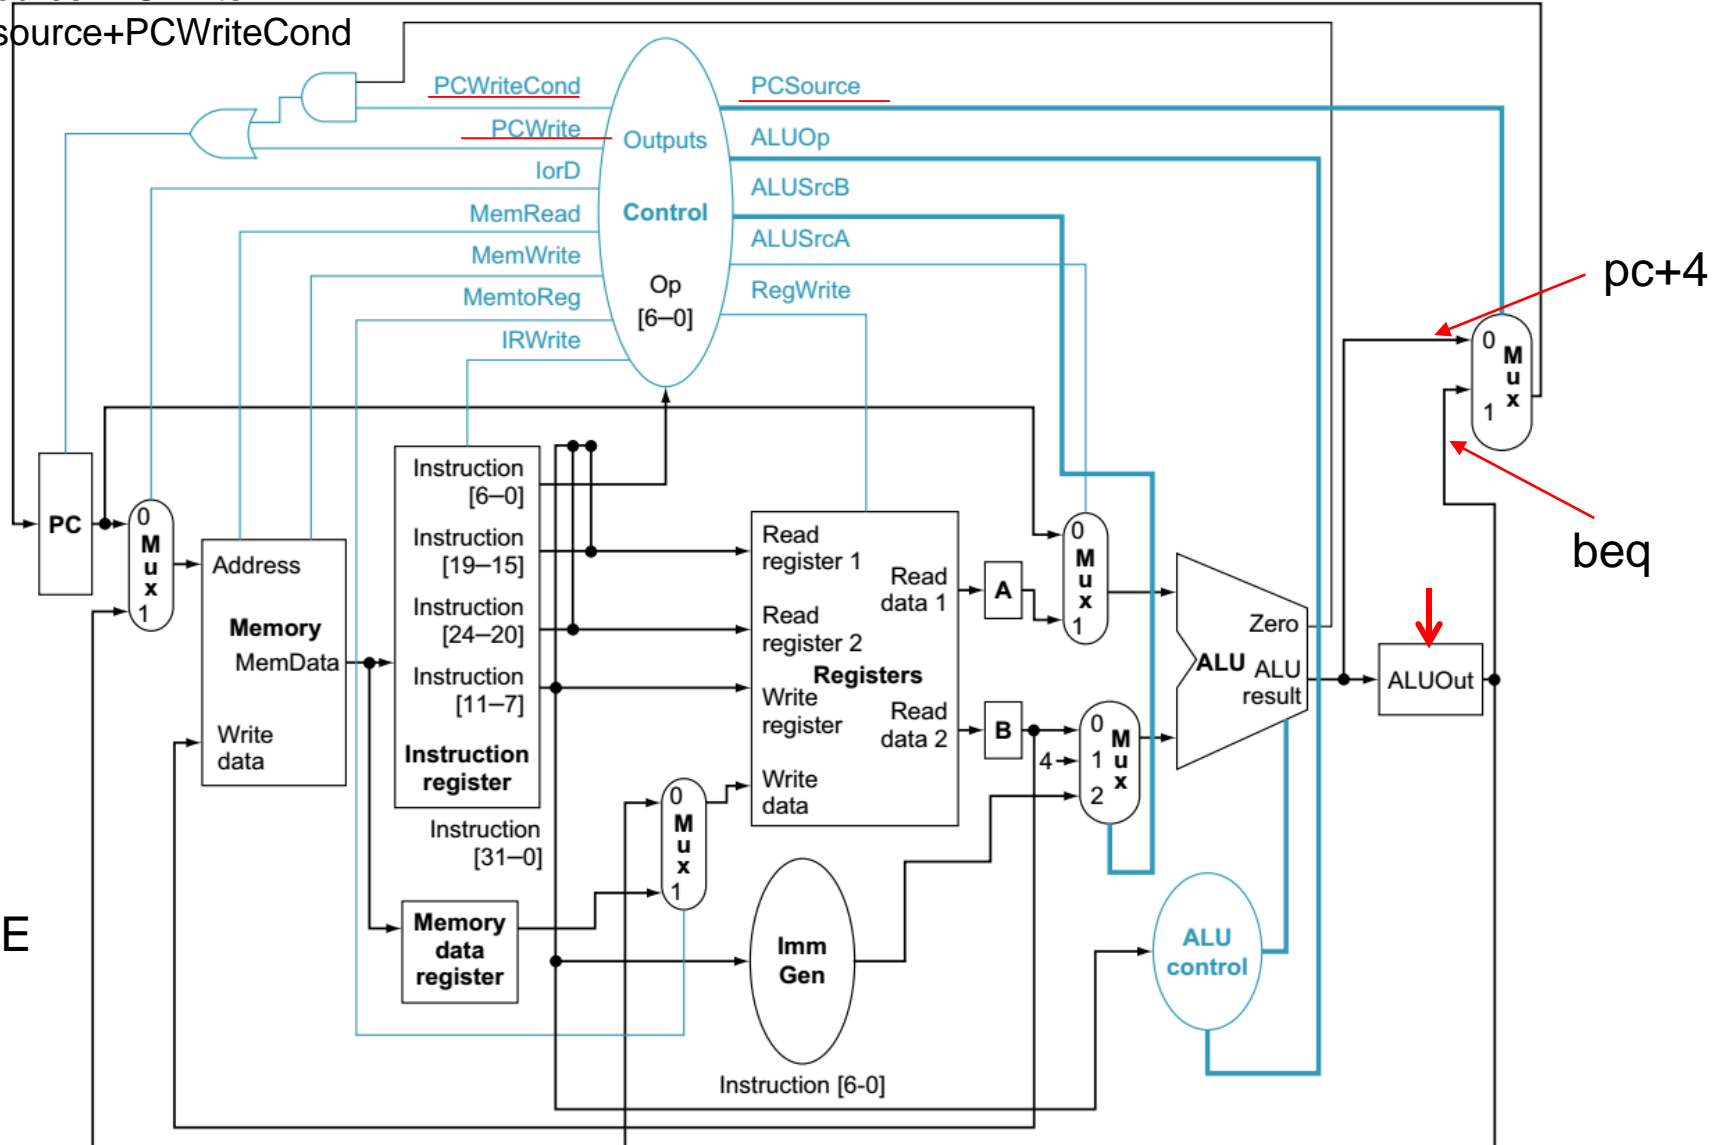 source+PCWriteCond
PCWriteCond
PCWrite
IorD
MemRead
MemWrite
MemtoReg
IRWrite
Outputs
Control
Op
[6–0]
PCSource
ALUOp
ALUSrcB
ALUSrcA
RegWrite
pc+4
0
M
u
x
1
beq
PC
0
M
u
x
1
Address
Memory
MemData
Write
data
Instruction
[6–0]
Instruction
[19–15]
Instruction
[24–20]
Instruction
[11–7]
Instruction
register
Instruction
[31–0]
Memory
data
register
0
M
u
x
1
Read
register 1
Read
register 2
Write
register
Write
data
Registers
Read
data 1
Read
data 2
A
B
0
M
u
x
1
4
0
1
2
M
u
x
Zero
ALU
ALU
result
ALUOut
Imm
Gen
ALU
control
Instruction [6-0]
E